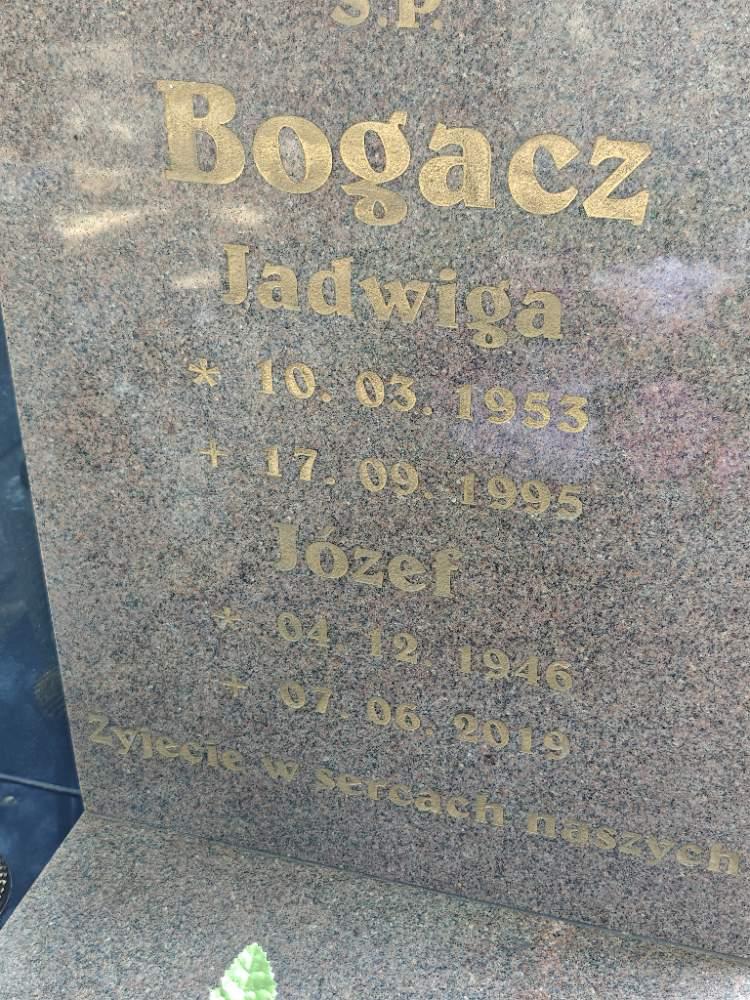 S.P.
Bogacz
Jadwiga
* 10. 03. 1953
+ 17. 09. 1995
Józef
* 04. 12. 1946
+ 07. 06. 2019
Żyjecie w sercach naszych